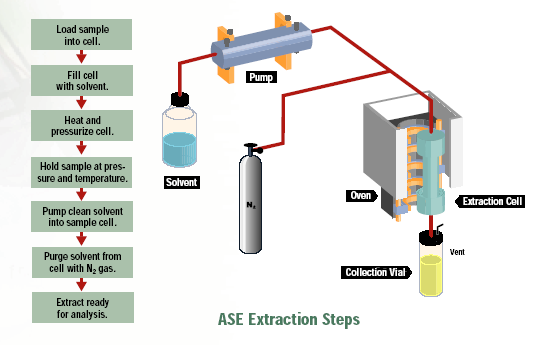 Load sample
into cell.
Fill cell
with solvent.
Heat and
pressurize cell.
Hold sample at pres-
sure and temperature.
Pump clean solvent
into sample cell.
Purge solvent from
cell with N₂ gas.
Extract ready
for analysis.
Pump
Solvent
N₂
Oven
Extraction Cell
Vent
Collection Vial
ASE Extraction Steps